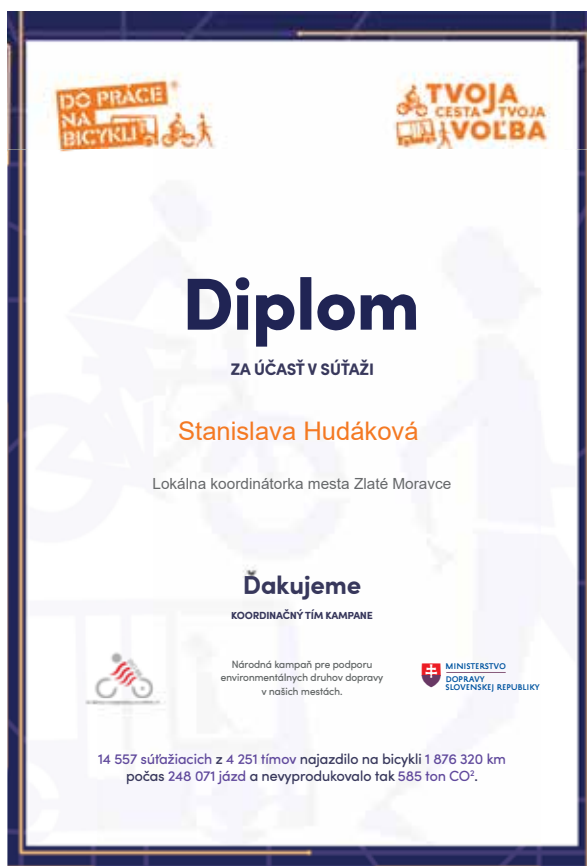 DO PRÁCE
NA
BICYKLI
TVOJA
CESTA TVOJA
VOĽBA
Diplom
ZA ÚČASŤ V SÚŤAŽI
Stanislava Hudáková
Lokálna koordinátorka mesta Zlaté Moravce
Ďakujeme
KOORDINAČNÝ TÍM KAMPANE
Národná kampaň pre podporu
environmentálnych druhov dopravy
v našich mestách.
MINISTERSTVO
DOPRAVY
SLOVENSKEJ REPUBLIKY
14 557 súťažiacich z 4 251 tímov najazdilo na bicykli 1 876 320 km
počas 248 071 jázd a nevyprodukovalo tak 585 ton CO².